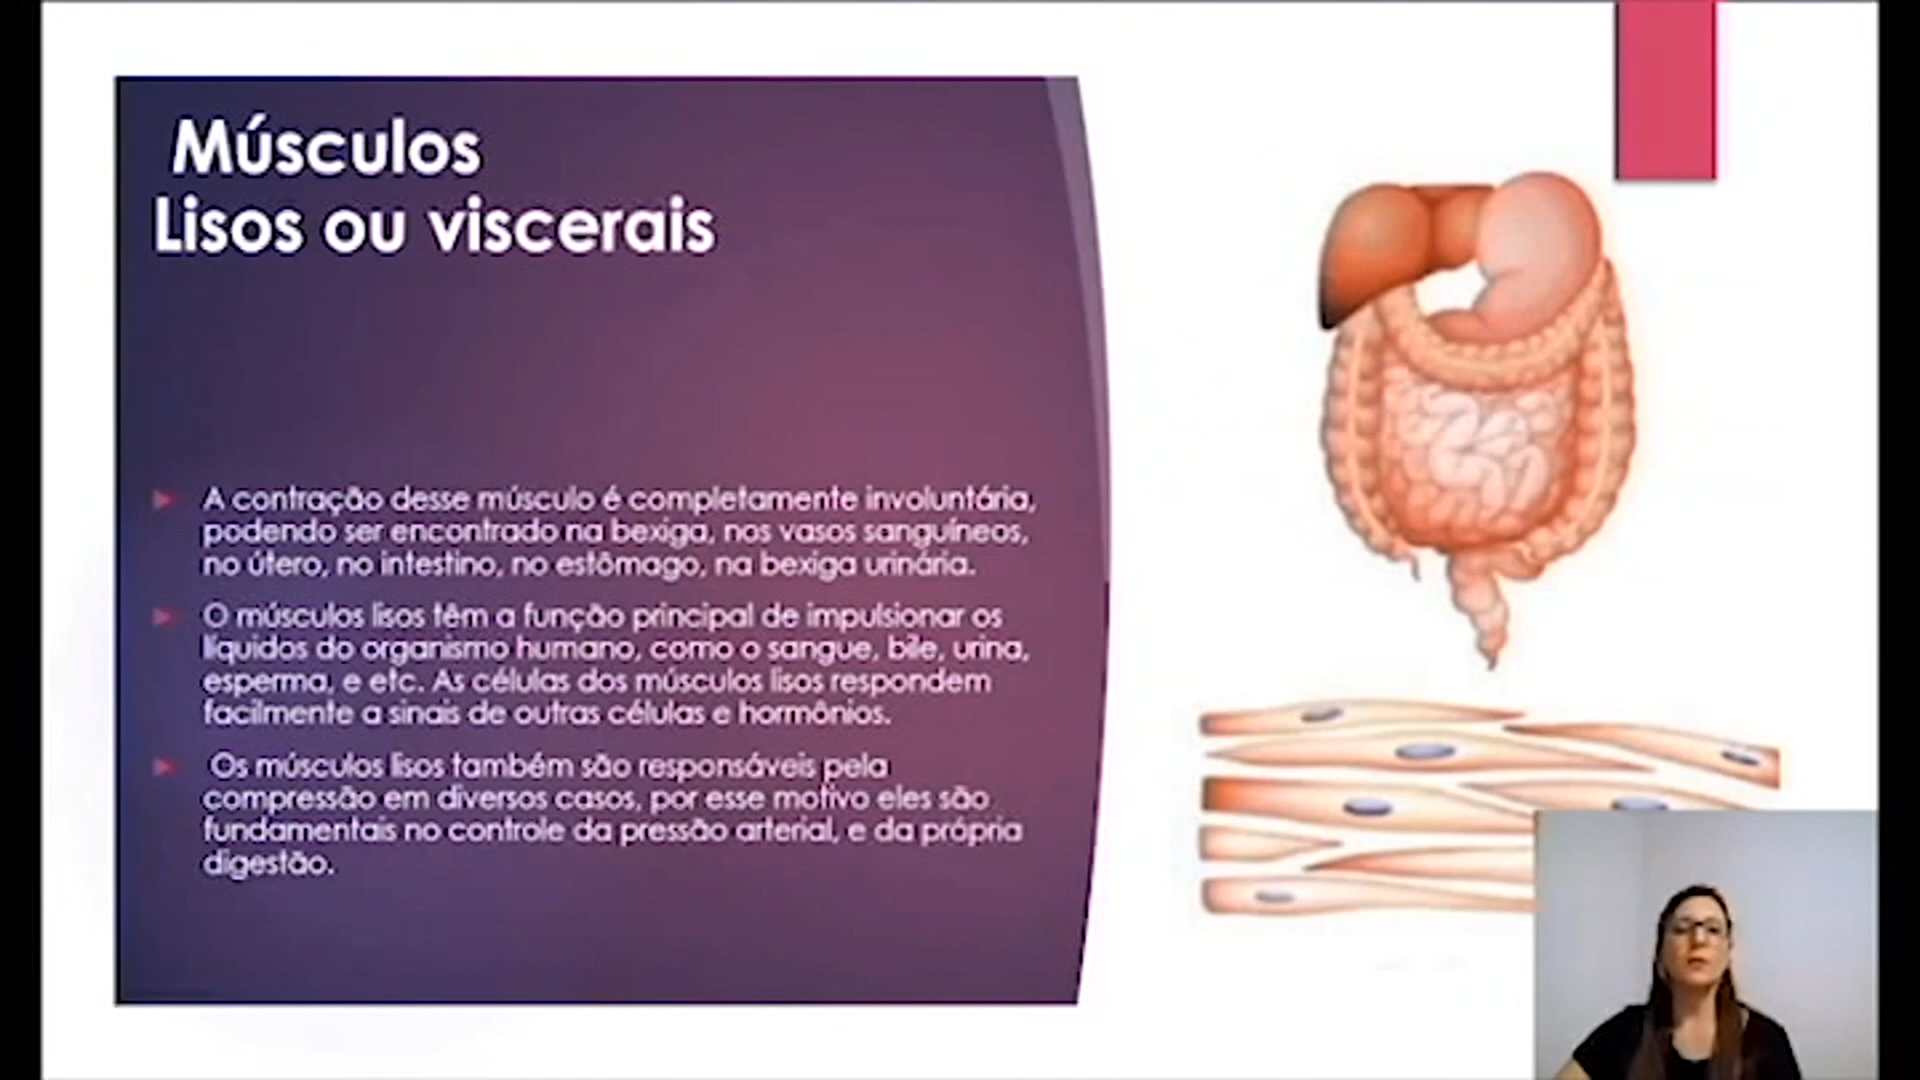 Músculos
Lisos ou viscerais
A contração desse músculo é completamente involuntária,
podendo ser encontrado na bexiga, nos vasos sanguíneos,
no útero, no intestino, no estômago, na bexiga urinária.
O músculos lisos têm a função principal de impulsionar os
líquidos do organismo humano, como o sangue, bile, urina,
esperma, e etc. As células dos músculos lisos respondem
facilmente a sinais de outras células e hormônios.
Os músculos lisos também são responsáveis pela
compressão em diversos casos, por esse motivo eles são
fundamentais no controle da pressão arterial, e da própria
digestão.